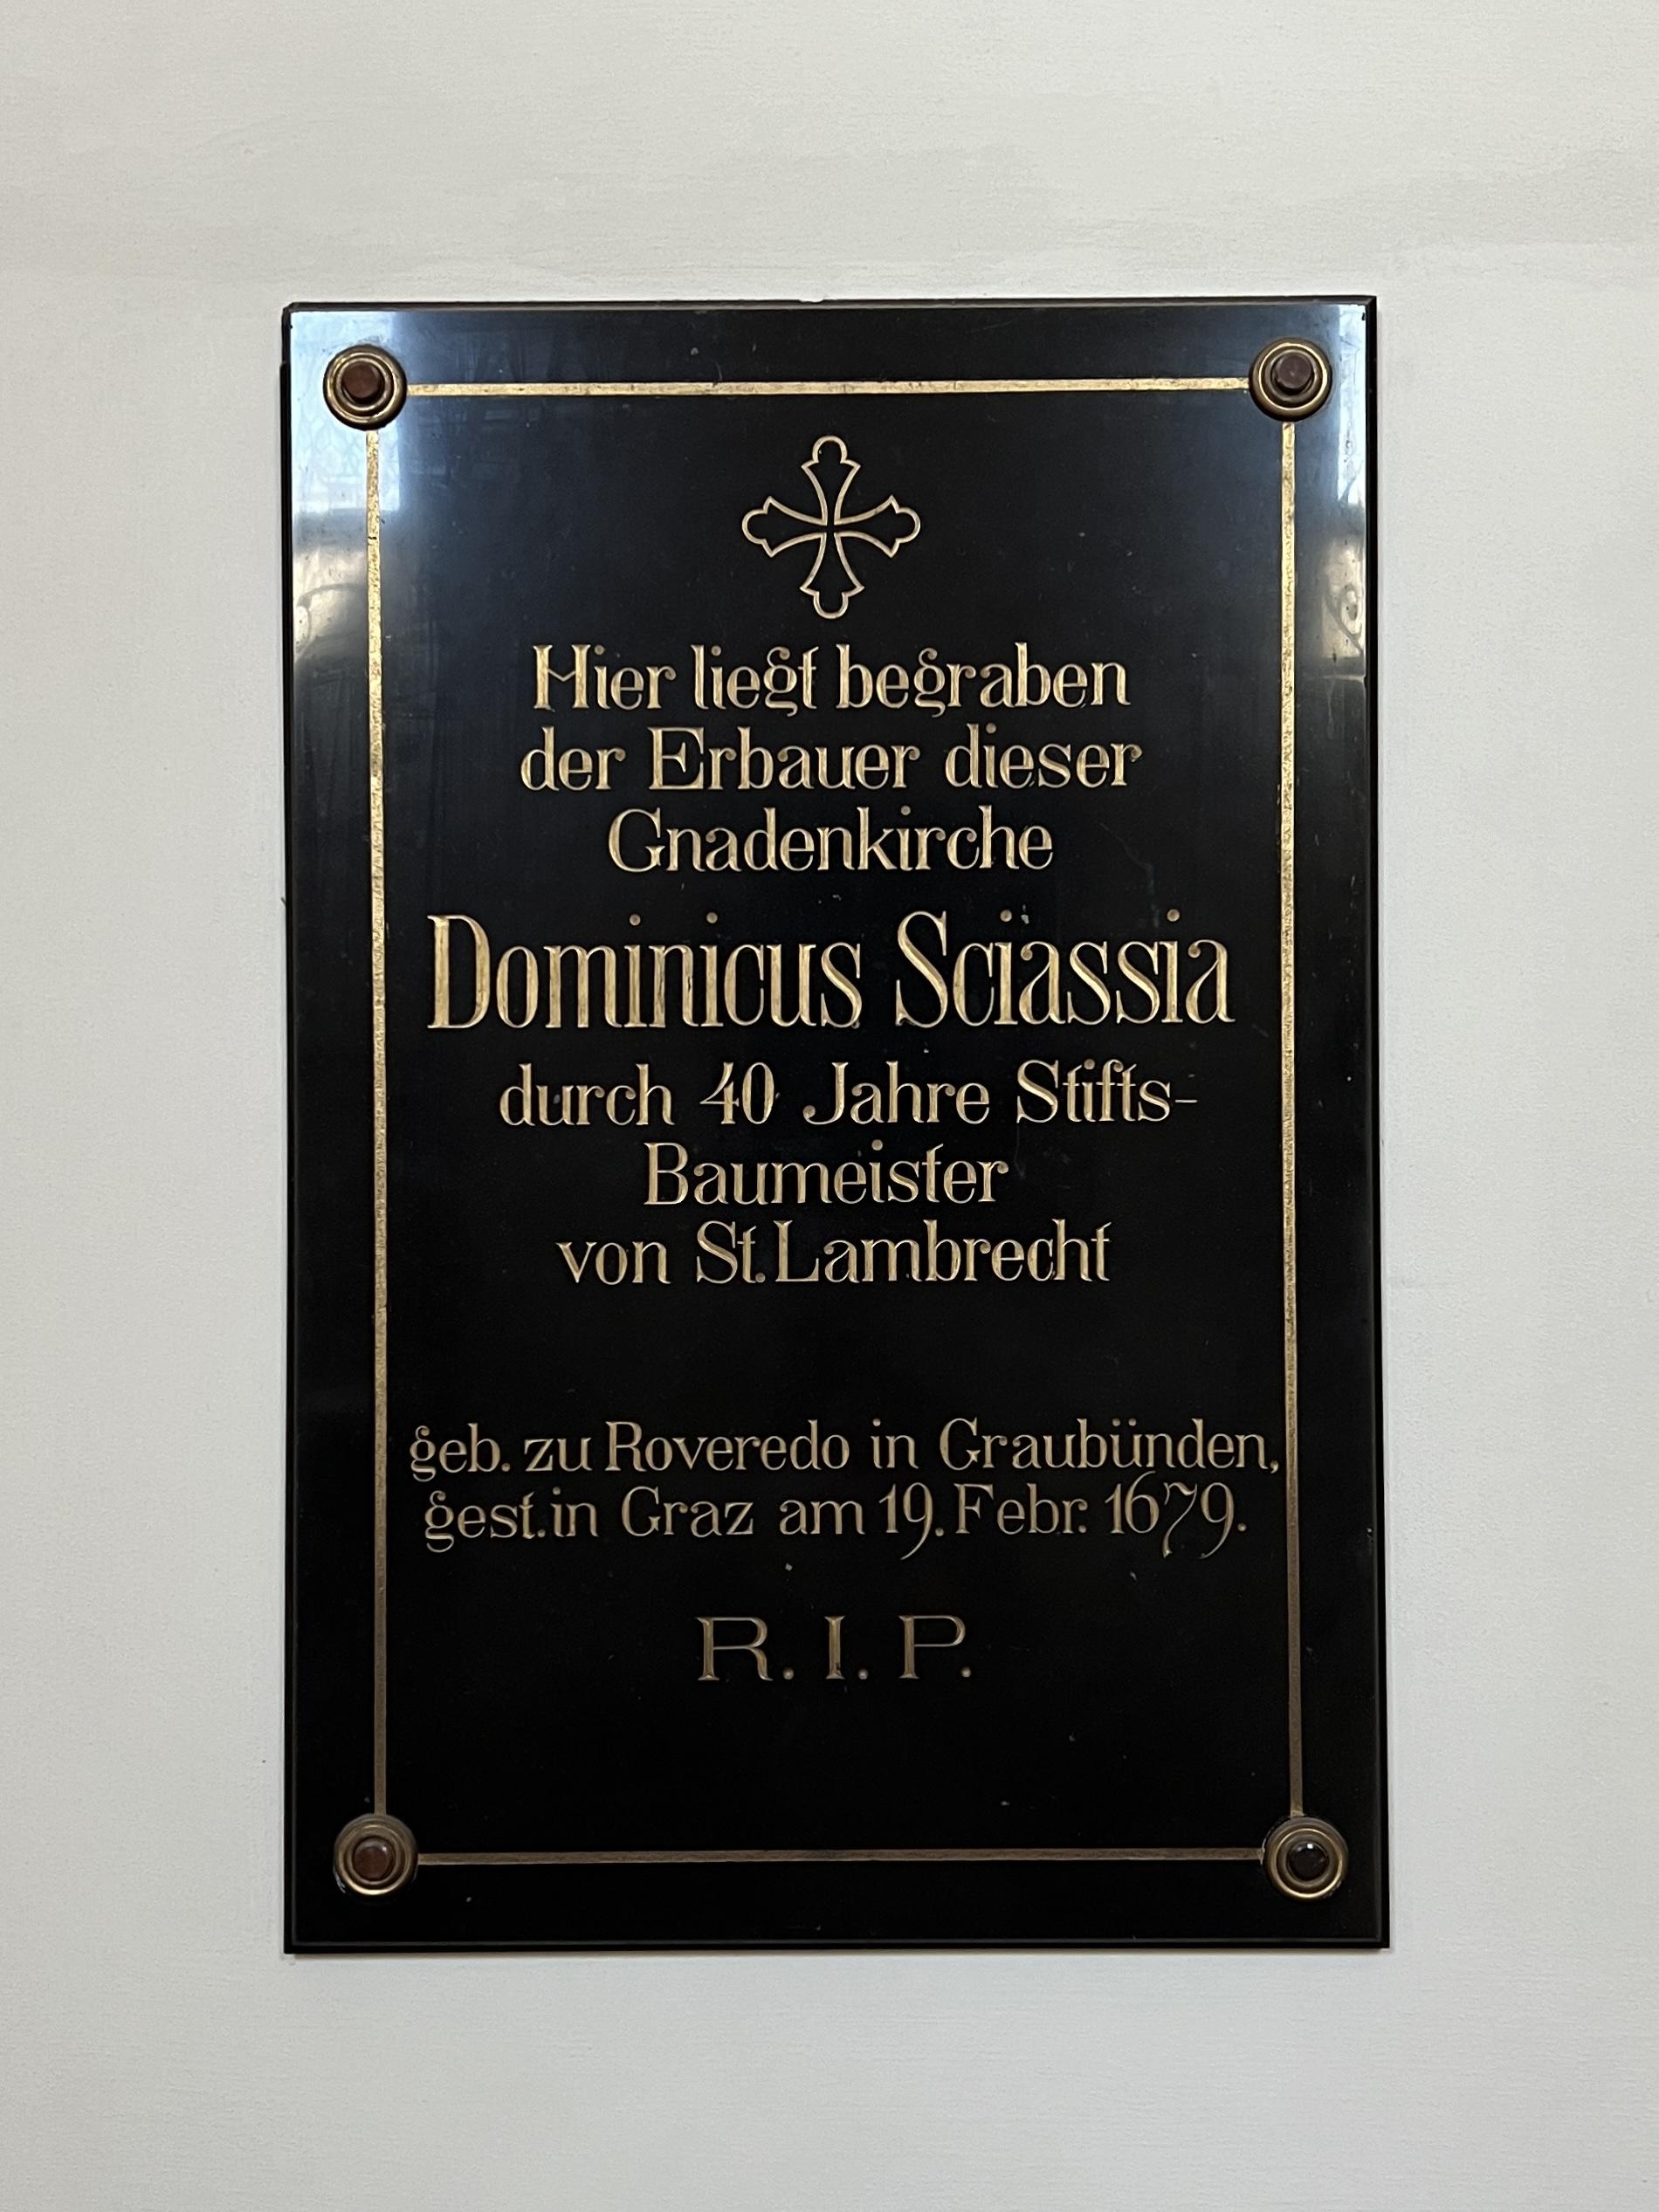 Hier liegt begraben
der Erbauer dieser
Gnadenkirche
Dominicus Sciassia
durch 40 Jahre Stifts-
Baumeister
von St. Lambrecht
geb. zu Roveredo in Graubünden,
gest. in Graz am 19. Febr. 1679.
R. I. P.